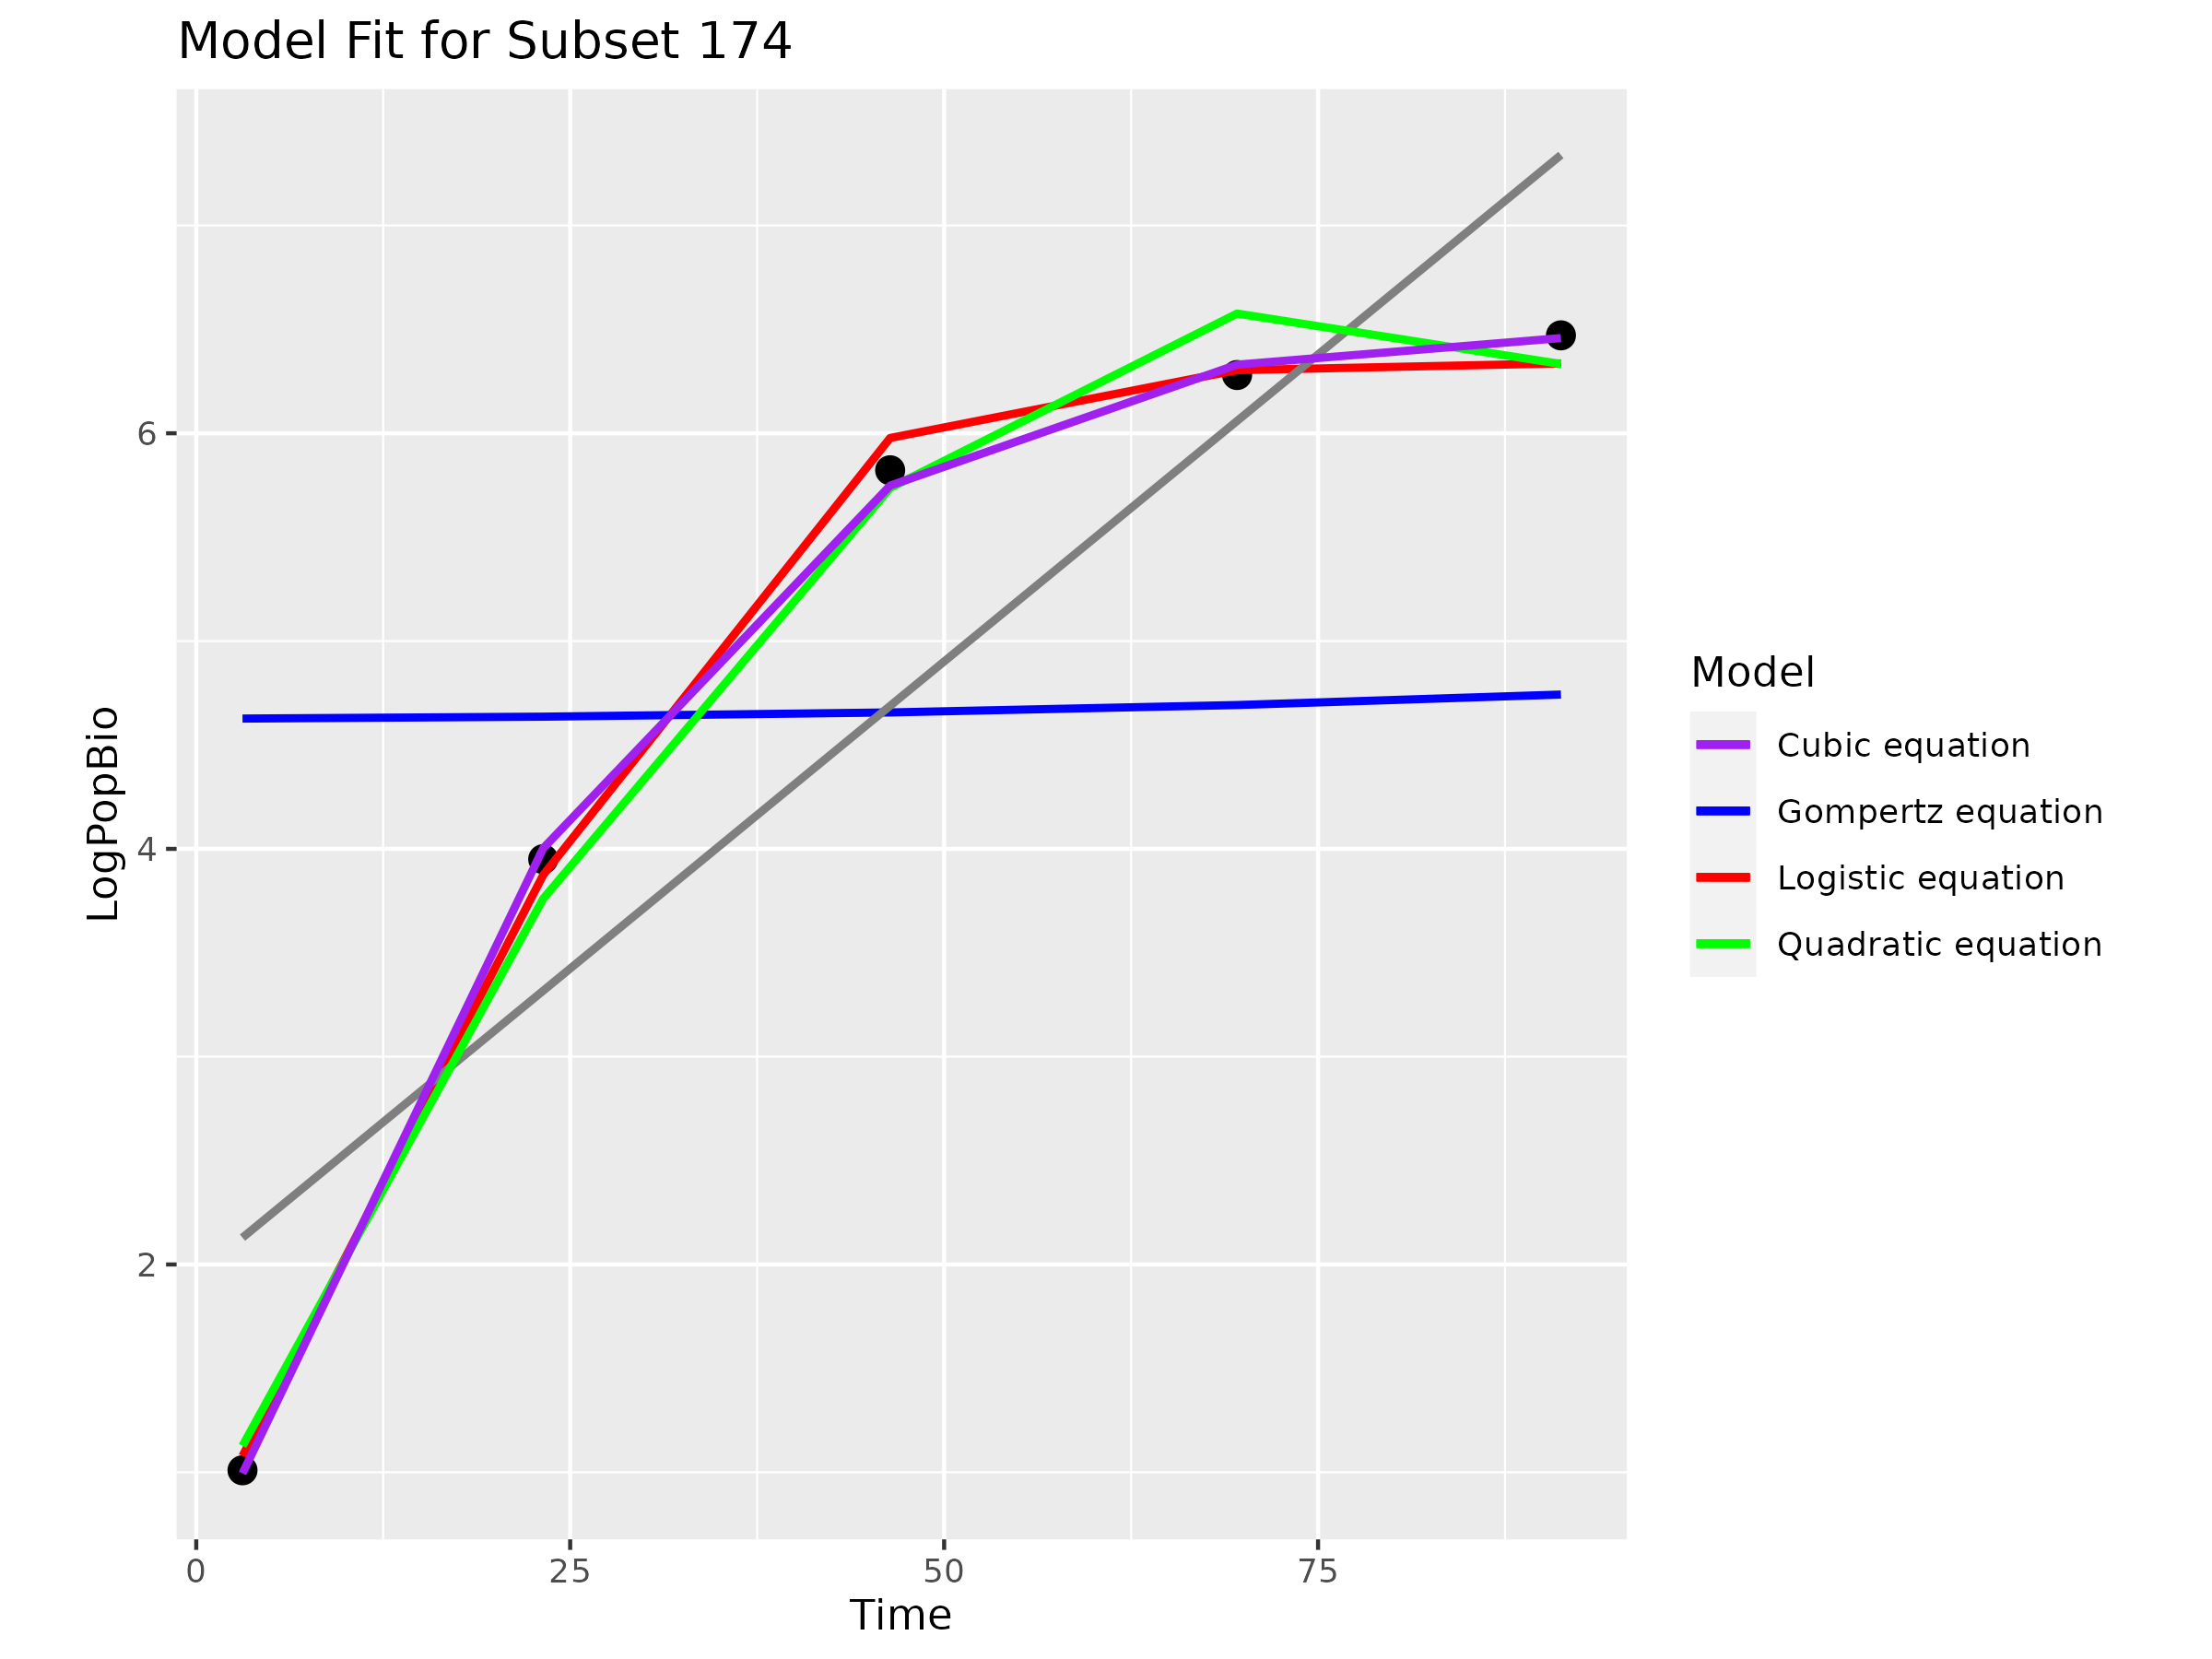 Model Fit for Subset 174
LogPopBio
6
4
2
0 25 50 75
Time
Model
Cubic equation
Gompertz equation
Logistic equation
Quadratic equation